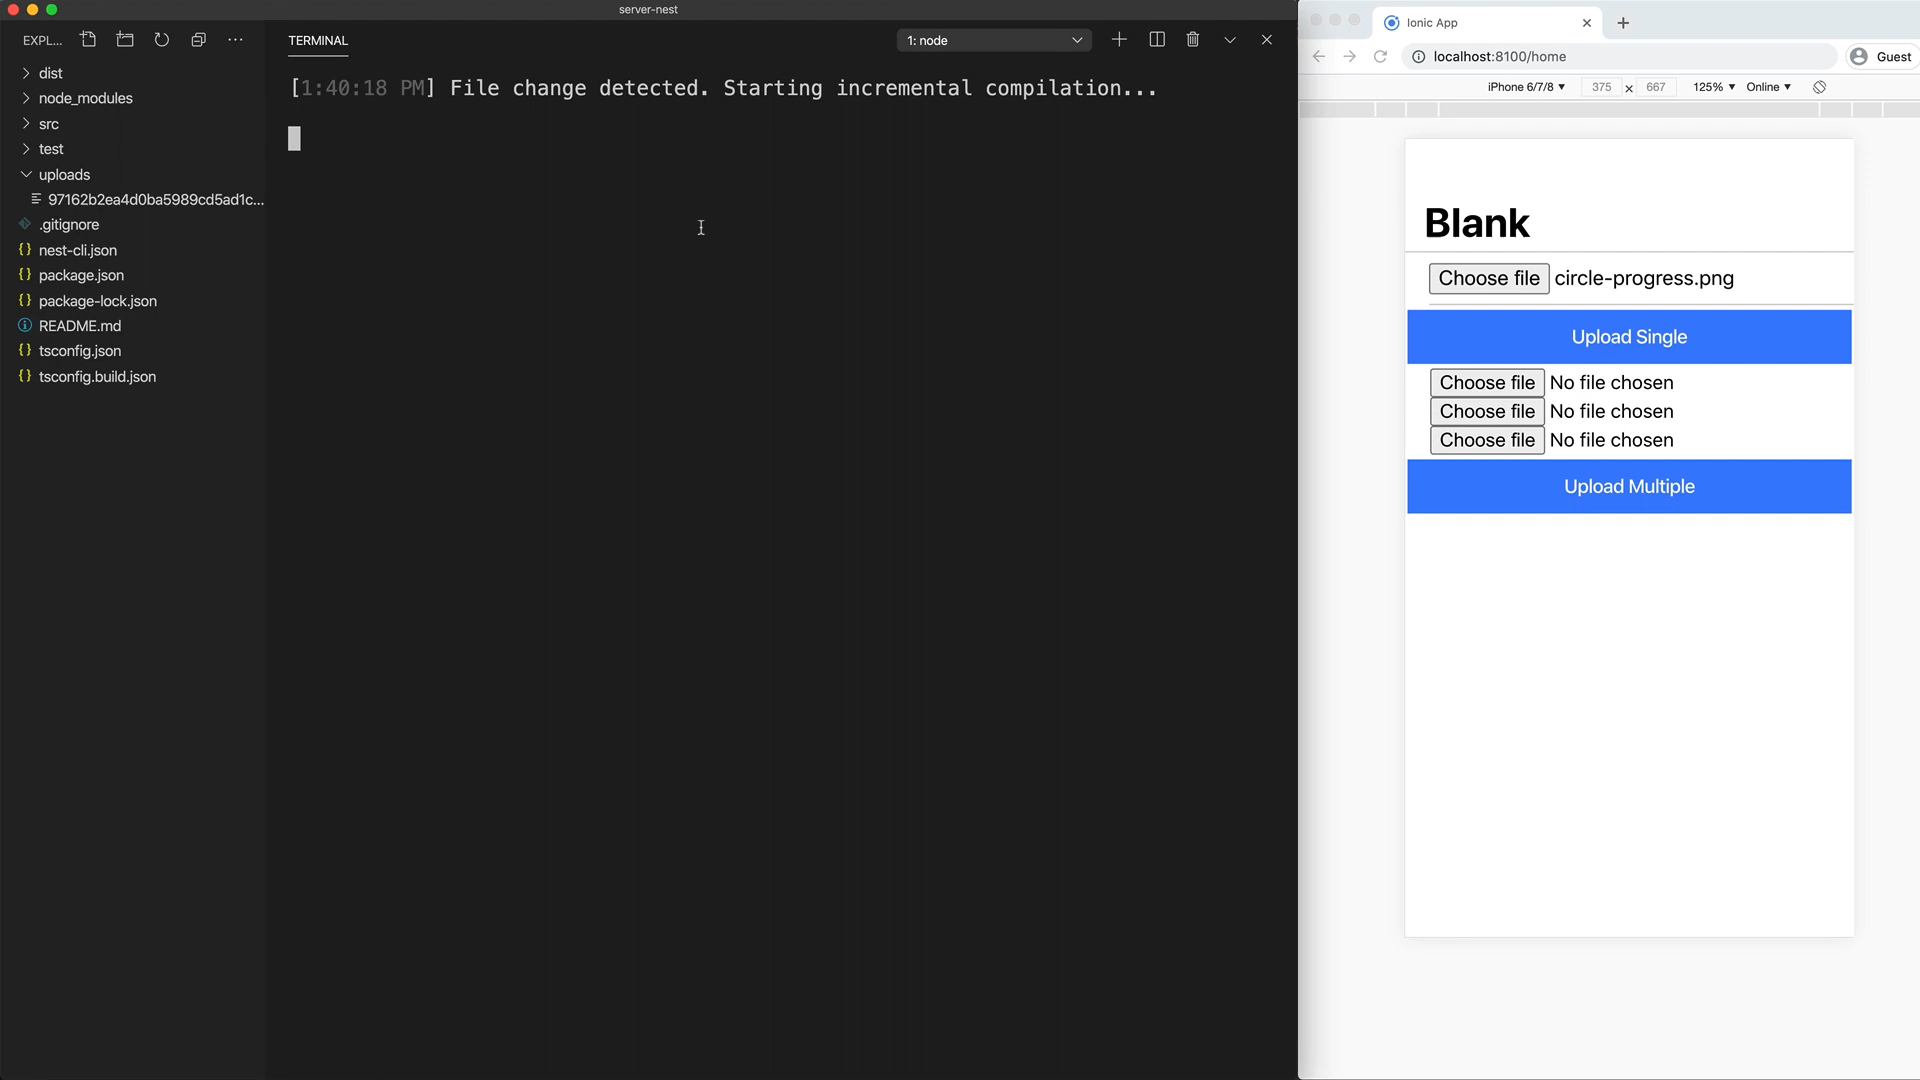 server-nest
EXPL...
dist
node_modules
src
test
uploads
97162b2ea4d0ba5989cd5ad1c...
.gitignore
nest-cli.json
package.json
package-lock.json
README.md
tsconfig.json
tsconfig.build.json
TERMINAL
1: node
[1:40:18 PM] File change detected. Starting incremental compilation...
Ionic App
localhost:8100/home
Guest
iPhone 6/7/8 ▼ 375 x 667 125% ▼ Online ▼
Blank
Choose file circle-progress.png
Upload Single
Choose file No file chosen
Choose file No file chosen
Choose file No file chosen
Upload Multiple